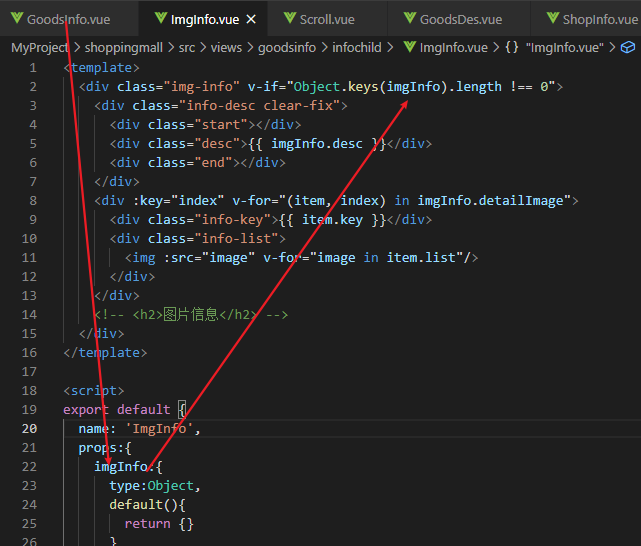 GoodsInfo.vue ImgInfo.vue Scroll.vue GoodsDes.vue ShopInfo.vue
MyProject > shoppingmall > src > views > goodsinfo > infochild > ImgInfo.vue > {} "ImgInfo.vue" >
1 <template>
2 <div class="img-info" v-if="Object.keys(imgInfo).length !== 0">
3 <div class="info-desc clear-fix">
4 <div class="start"></div>
5 <div class="desc">{{ imgInfo.desc }}</div>
6 <div class="end"></div>
7 </div>
8 <div :key="index" v-for="(item, index) in imgInfo.detailImage">
9 <div class="info-key">{{ item.key }}</div>
10 <div class="info-list">
11 <img :src="image" v-for="image in item.list"/>
12 </div>
13 </div>
14 <!-- <h2>图片信息</h2> -->
15 </div>
16 </template>
17
18 <script>
19 export default {
20 name: 'ImgInfo',
21 props:{
22 imgInfo:{
23 type:Object,
24 default(){
25 return {}
26 }